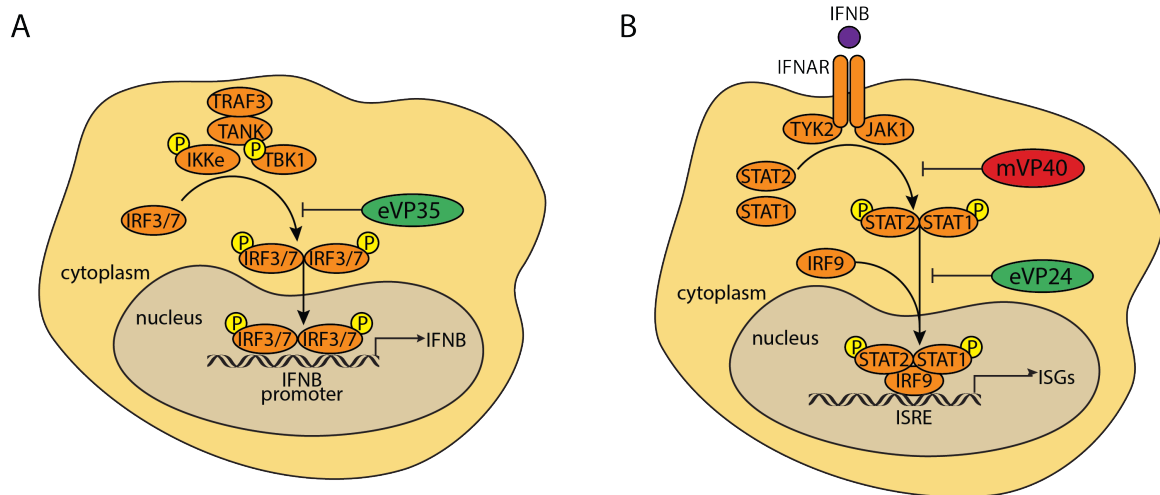 A
TRAF3
TANK
P
P
IKKe
TBK1
IRF3/7
eVP35
P
P
IRF3/7
IRF3/7
cytoplasm
nucleus
P
P
IRF3/7
IRF3/7
IFNB
IFNB
promoter
B
IFNB
IFNAR
TYK2
JAK1
STAT2
mVP40
STAT1
P
P
STAT2
STAT1
IRF9
eVP24
cytoplasm
nucleus
P
P
STAT2
STAT1
IRF9
ISGs
ISRE